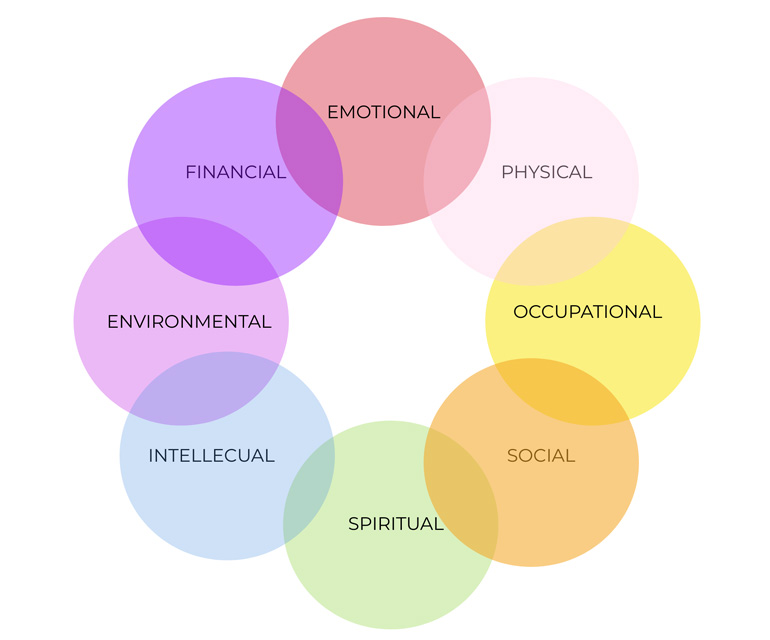 EMOTIONAL
FINANCIAL
PHYSICAL
ENVIRONMENTAL
OCCUPATIONAL
INTELLECUAL
SOCIAL
SPIRITUAL